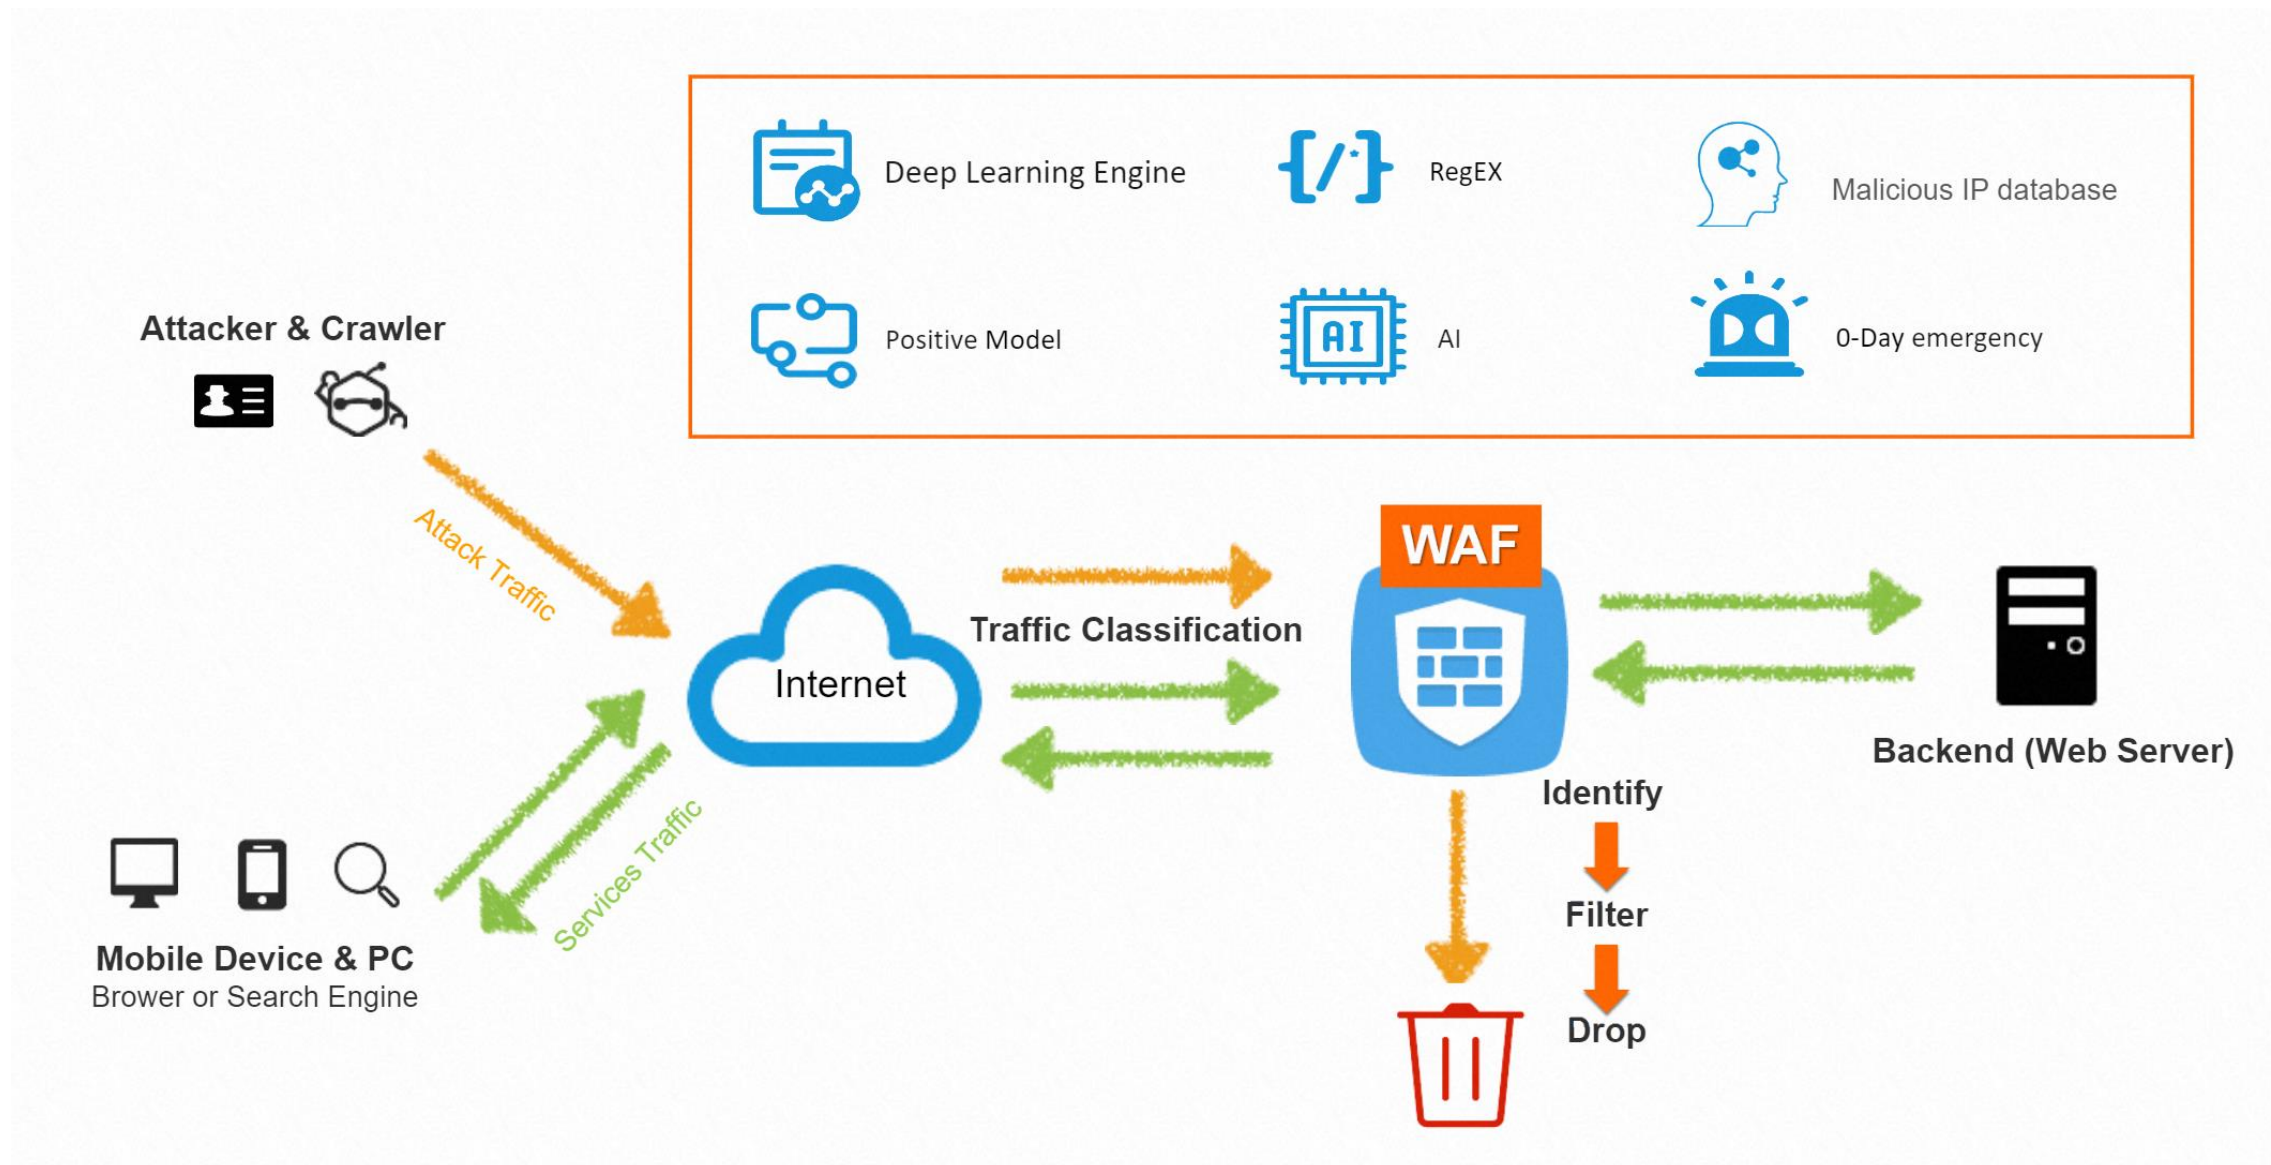 Deep Learning Engine
RegEX
Malicious IP database
Positive Model
AI
AI
0-Day emergency
Attacker & Crawler
Attack Traffic
WAF
Traffic Classification
Internet
Services Traffic
Backend (Web Server)
Identify
Filter
Drop
Mobile Device & PC
Brower or Search Engine